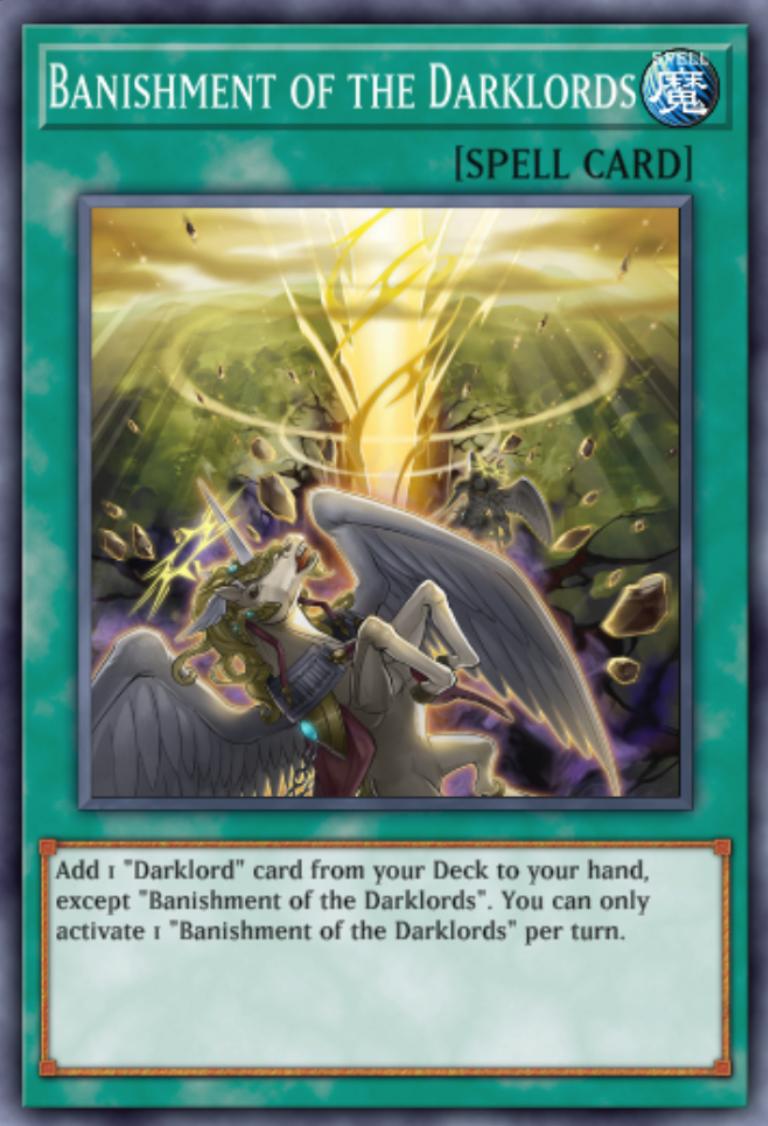 BANISHMENT OF THE DARKLORDS
SPELL
魔
[SPELL CARD]
Add 1 "Darklord" card from your Deck to your hand,
except "Banishment of the Darklords". You can only
activate 1 "Banishment of the Darklords" per turn.